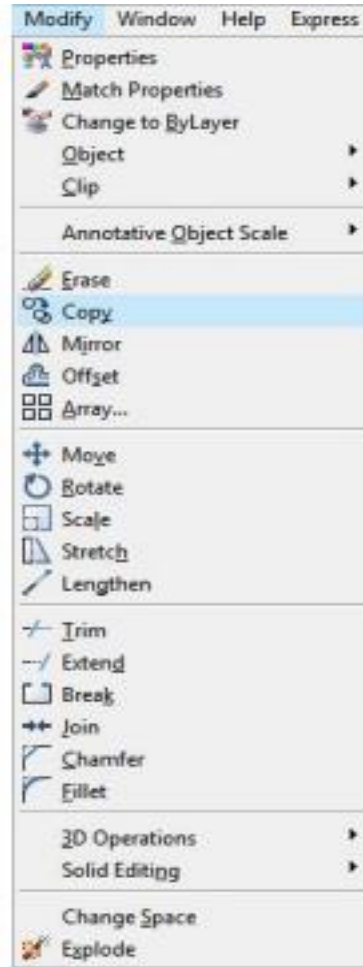 Modify Window Help Express
Properties
Match Properties
Change to ByLayer
Object
Clip
Annotative Object Scale
Erase
Copy
Mirror
Offset
Array...
Move
Rotate
Scale
Stretch
Lengthen
Trim
Extend
Break
Join
Chamfer
Fillet
3D Operations
Solid Editing
Change Space
Explode